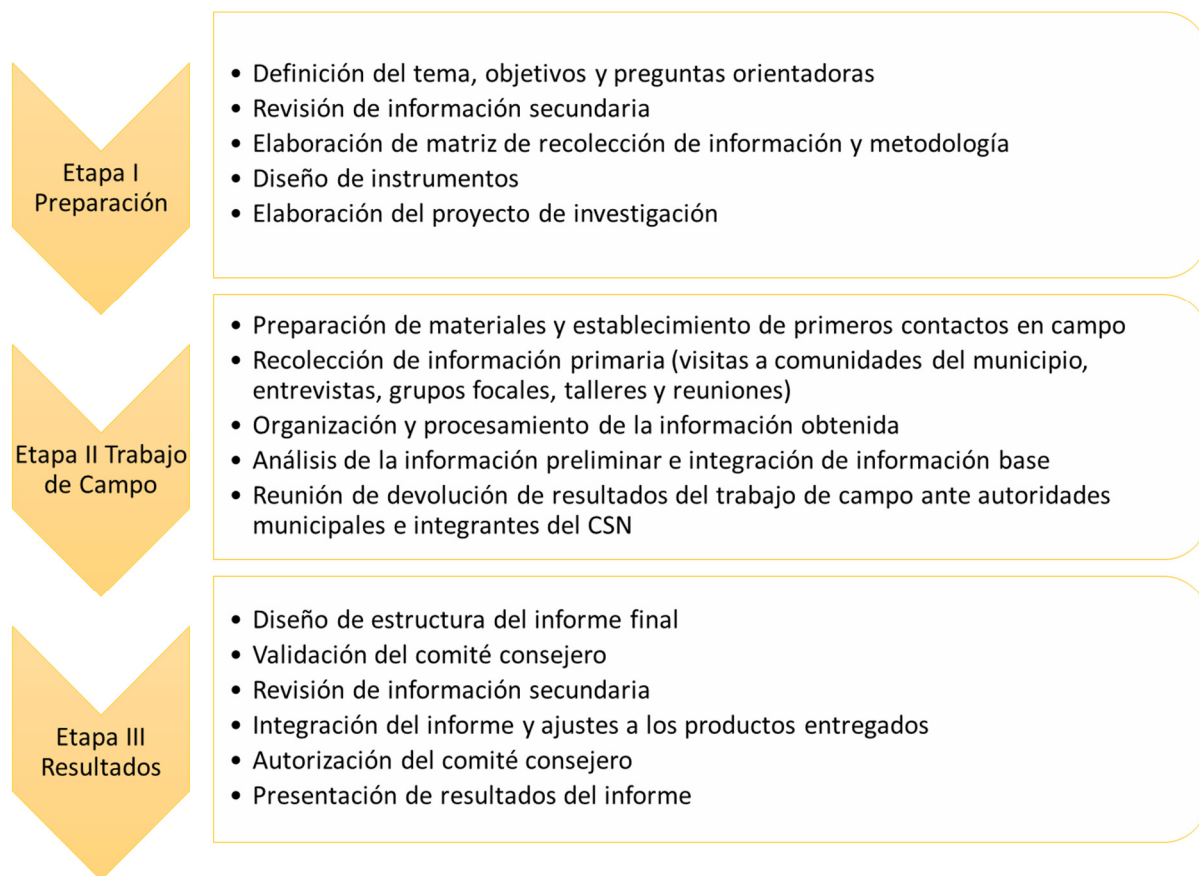 Etapa I
Preparación
• Definición del tema, objetivos y preguntas orientadoras
• Revisión de información secundaria
• Elaboración de matriz de recolección de información y metodología
• Diseño de instrumentos
• Elaboración del proyecto de investigación
Etapa II Trabajo
de Campo
• Preparación de materiales y establecimiento de primeros contactos en campo
• Recolección de información primaria (visitas a comunidades del municipio,
entrevistas, grupos focales, talleres y reuniones)
• Organización y procesamiento de la información obtenida
• Análisis de la información preliminar e integración de información base
• Reunión de devolución de resultados del trabajo de campo ante autoridades
municipales e integrantes del CSN
Etapa III
Resultados
• Diseño de estructura del informe final
• Validación del comité consejero
• Revisión de información secundaria
• Integración del informe y ajustes a los productos entregados
• Autorización del comité consejero
• Presentación de resultados del informe